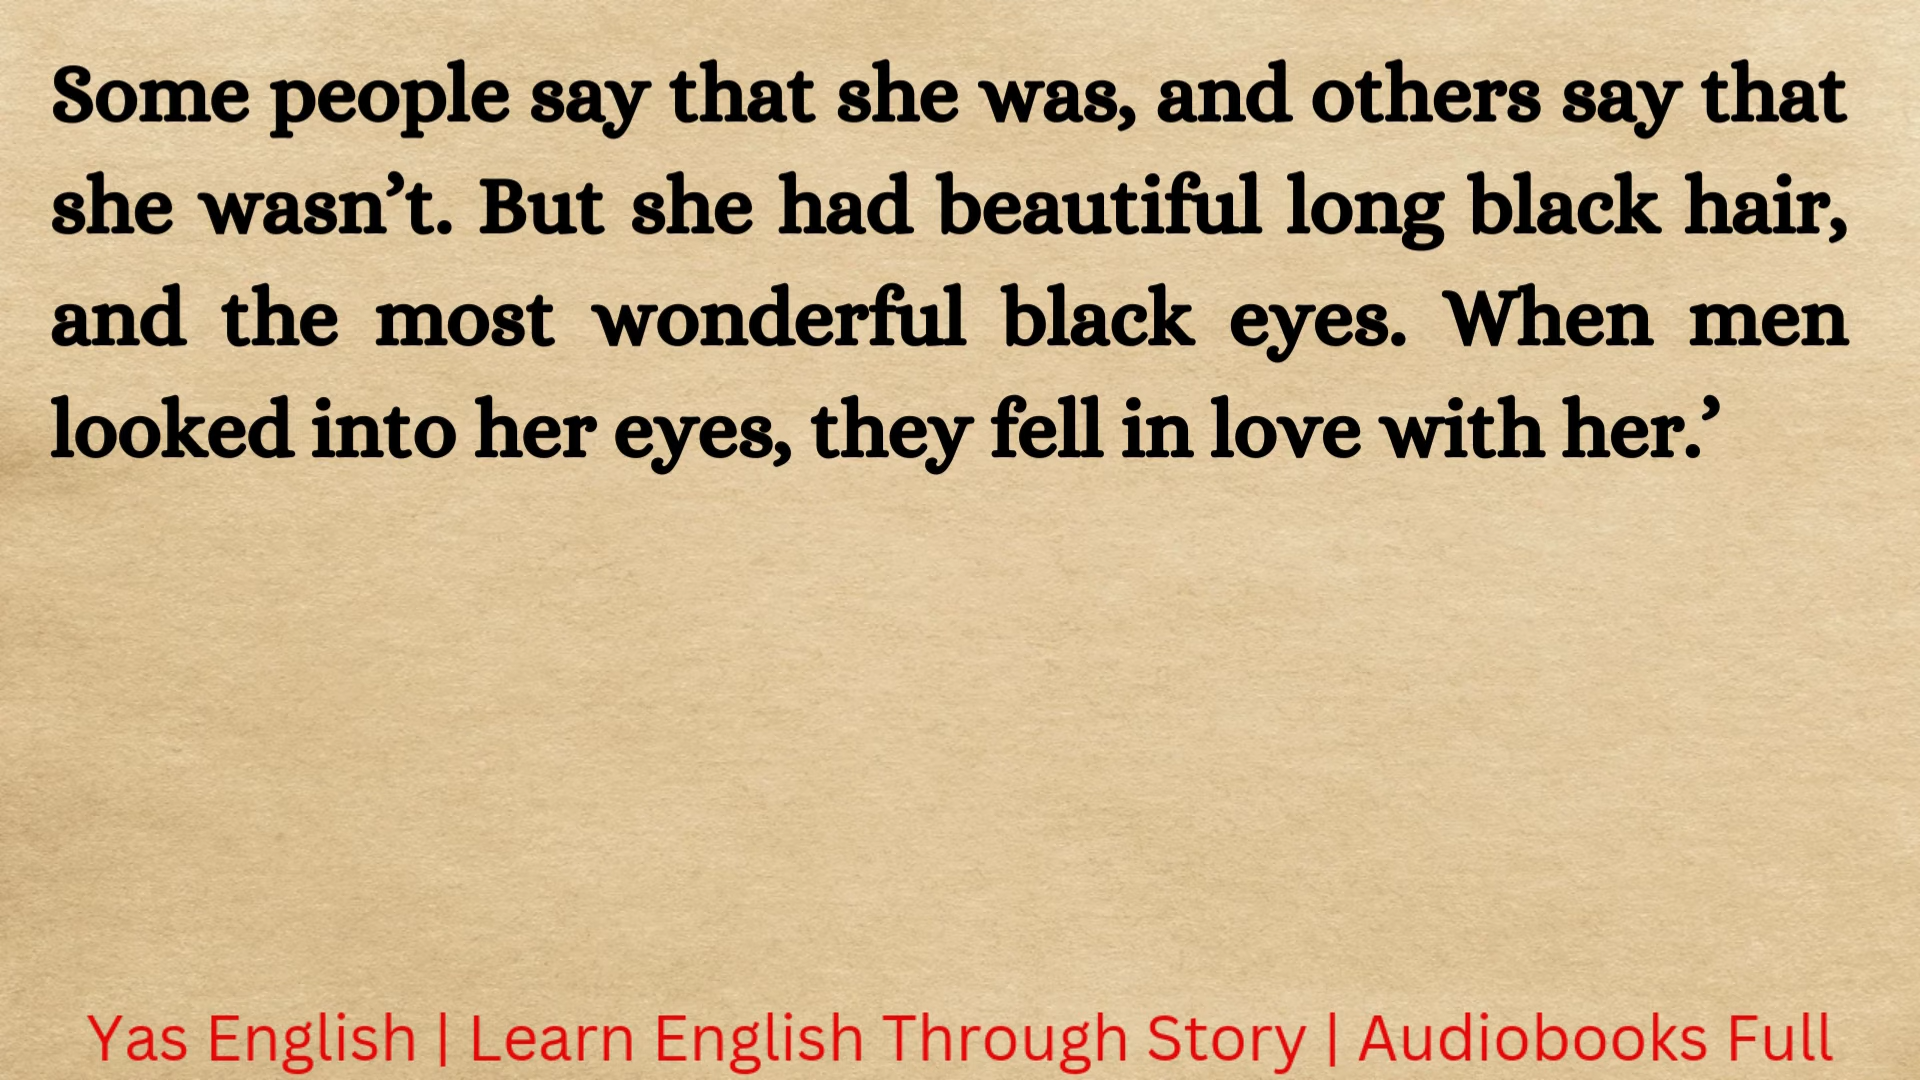 Some people say that she was, and others say that
she wasn’t. But she had beautiful long black hair,
and the most wonderful black eyes. When men
looked into her eyes, they fell in love with her.’
Yas English | Learn English Through Story | Audiobooks Full